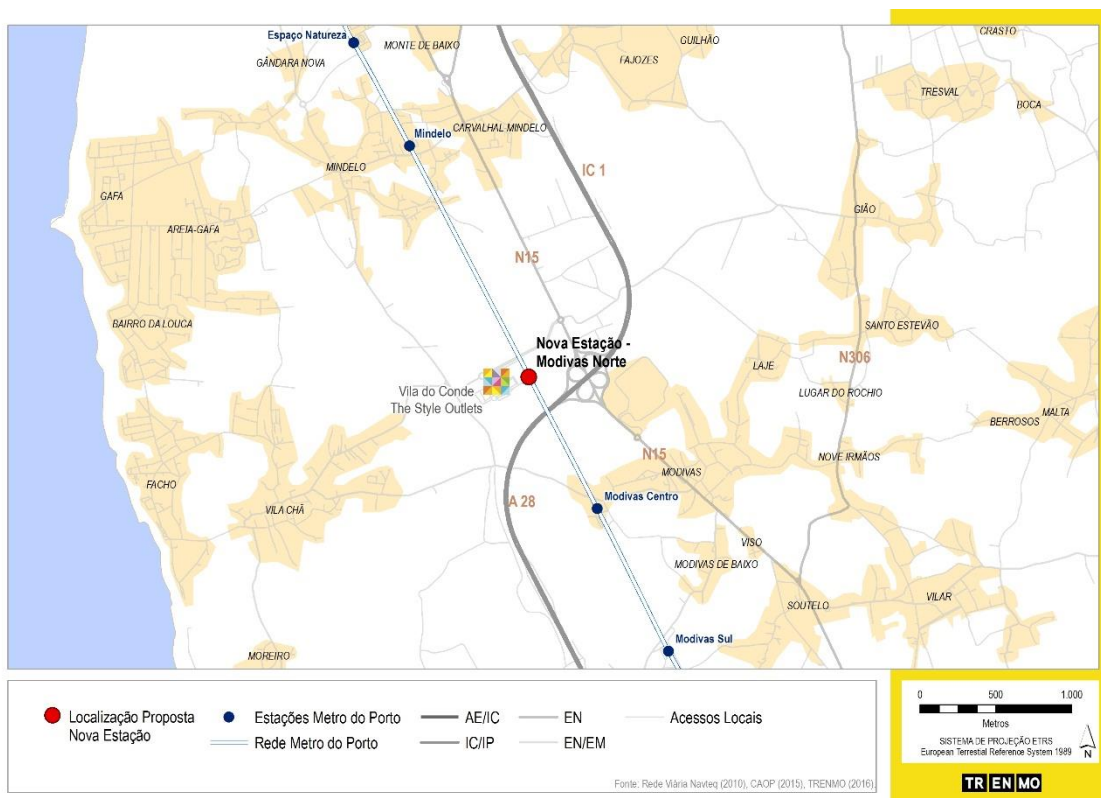 CRASTO
Espaço Natureza
MONTE DE BAIXO
GUILHÃO
GÂNDARA NOVA
FAJOZES
TRESVAL
BOCA
Mindelo
CARVALHAL MINDELO
MINDELO
IC 1
GAFA
GIÃO
AREIA-GAFA
N15
BAIRRO DA LOUCA
SANTO ESTEVÃO
Nova Estação -
Modivas Norte
N306
LAJE
Vila do Conde
The Style Outlets
LUGAR DO ROCHIO
MALTA
BERROSOS
N15
NOVE IRMÃOS
MODIVAS
FACHO
Modivas Centro
A 28
VILA CHÃ
VISO
MODIVAS DE BAIXO
VILAR
SOUTELO
Modivas Sul
MOREIRO
Localização Proposta
Nova Estação
Estações Metro do Porto
Rede Metro do Porto
AE/IC
IC/IP
EN
EN/EM
Acessos Locais
Fonte: Rede Viária Navteq (2010), CAOP (2015), TRENMO (2016).
0 500 1.000
Metros
SISTEMA DE PROJEÇÃO ETRS
European Terrestial Reference System 1989
N
TRENMO